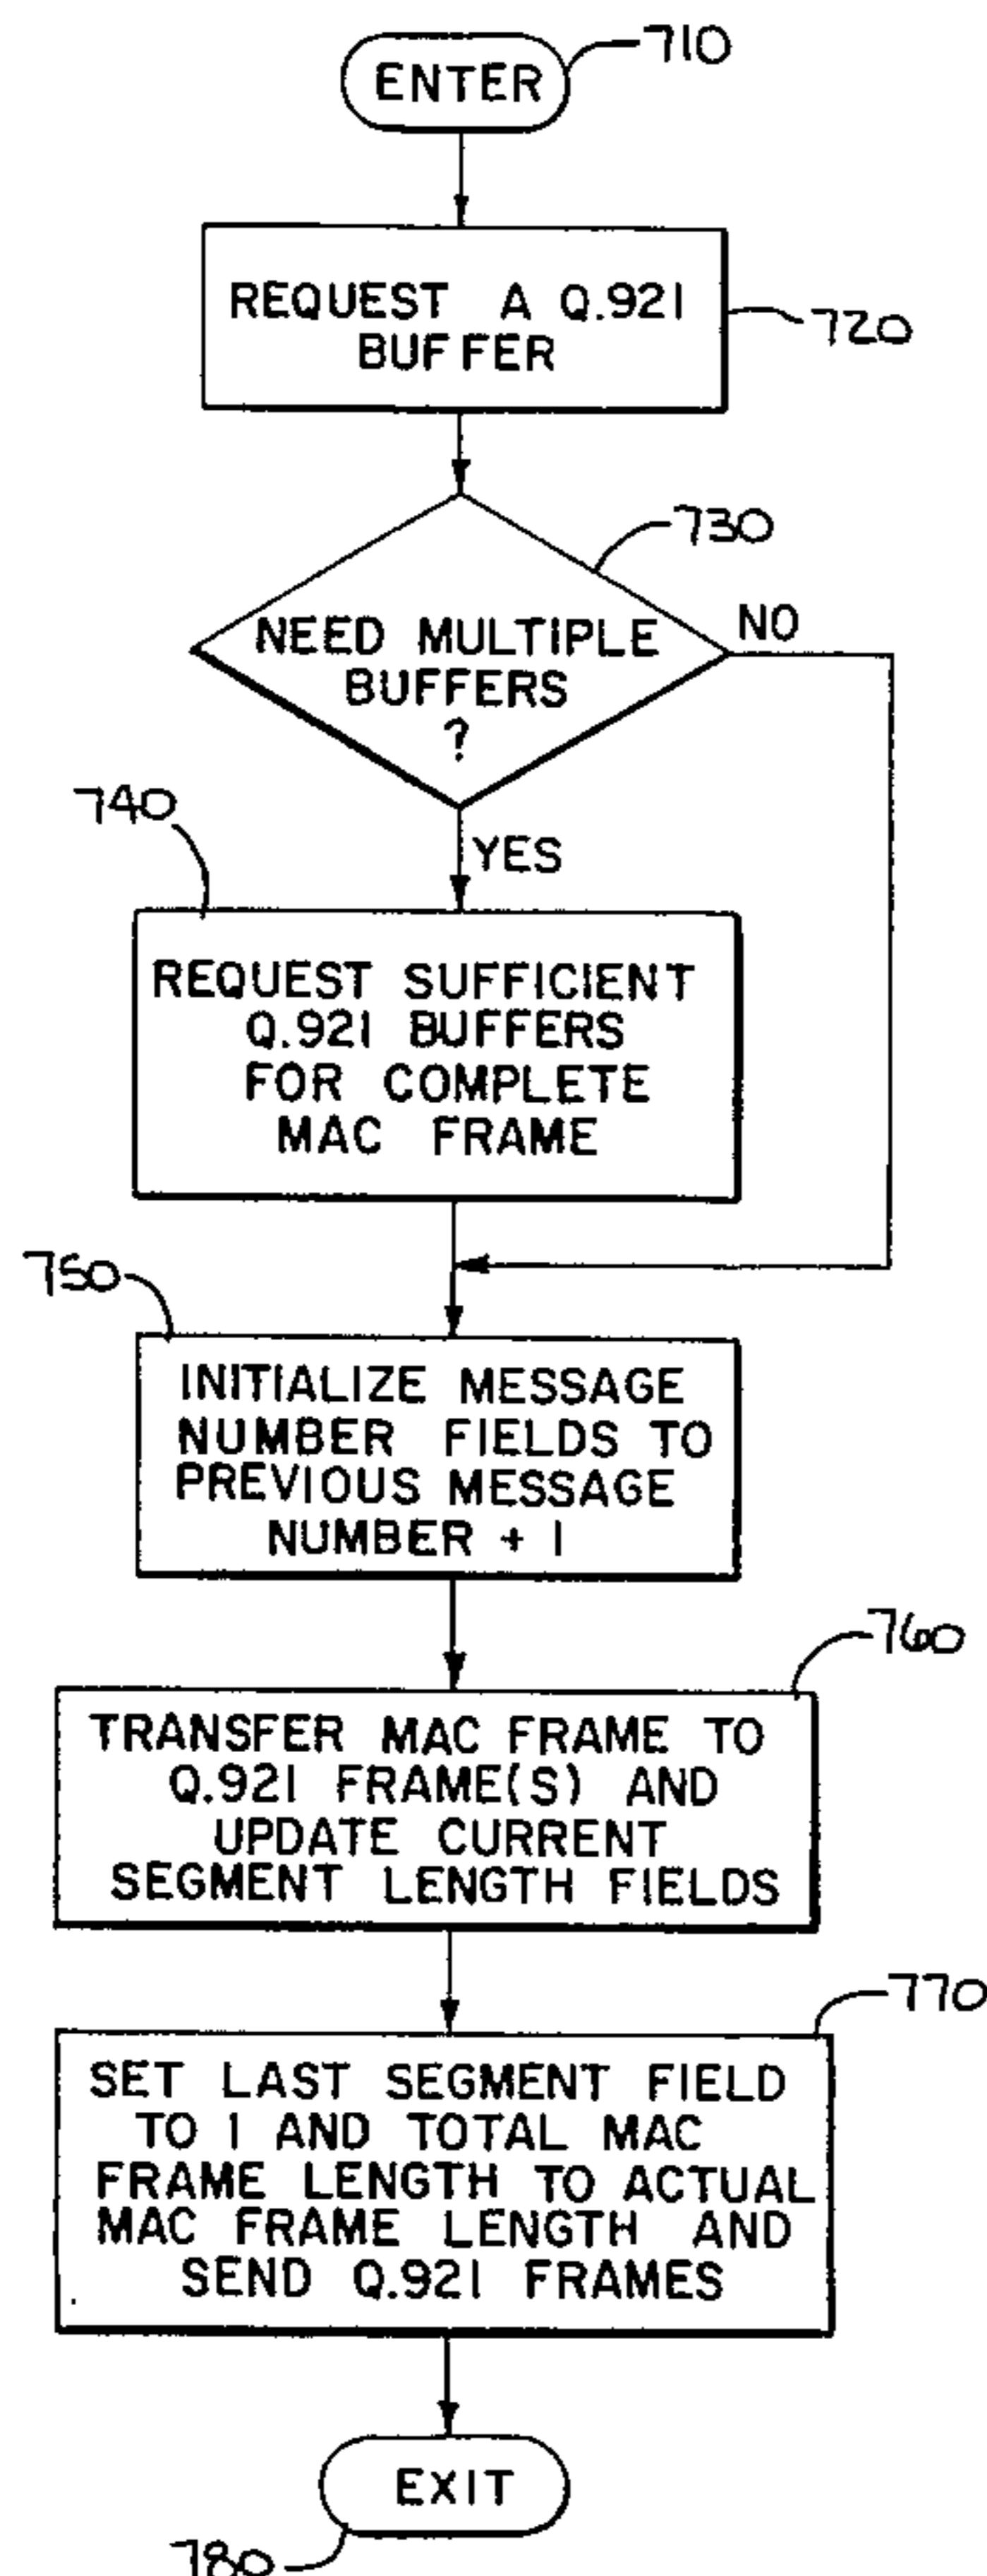 ENTER
710
REQUEST A Q.921
BUFFER
720
730
NEED MULTIPLE
BUFFERS
?
NO
YES
740
REQUEST SUFFICIENT
Q.921 BUFFERS
FOR COMPLETE
MAC FRAME
750
INITIALIZE MESSAGE
NUMBER FIELDS TO
PREVIOUS MESSAGE
NUMBER + 1
760
TRANSFER MAC FRAME TO
Q.921 FRAME(S) AND
UPDATE CURRENT
SEGMENT LENGTH FIELDS
770
SET LAST SEGMENT FIELD
TO 1 AND TOTAL MAC
FRAME LENGTH TO ACTUAL
MAC FRAME LENGTH AND
SEND Q.921 FRAMES
EXIT
780